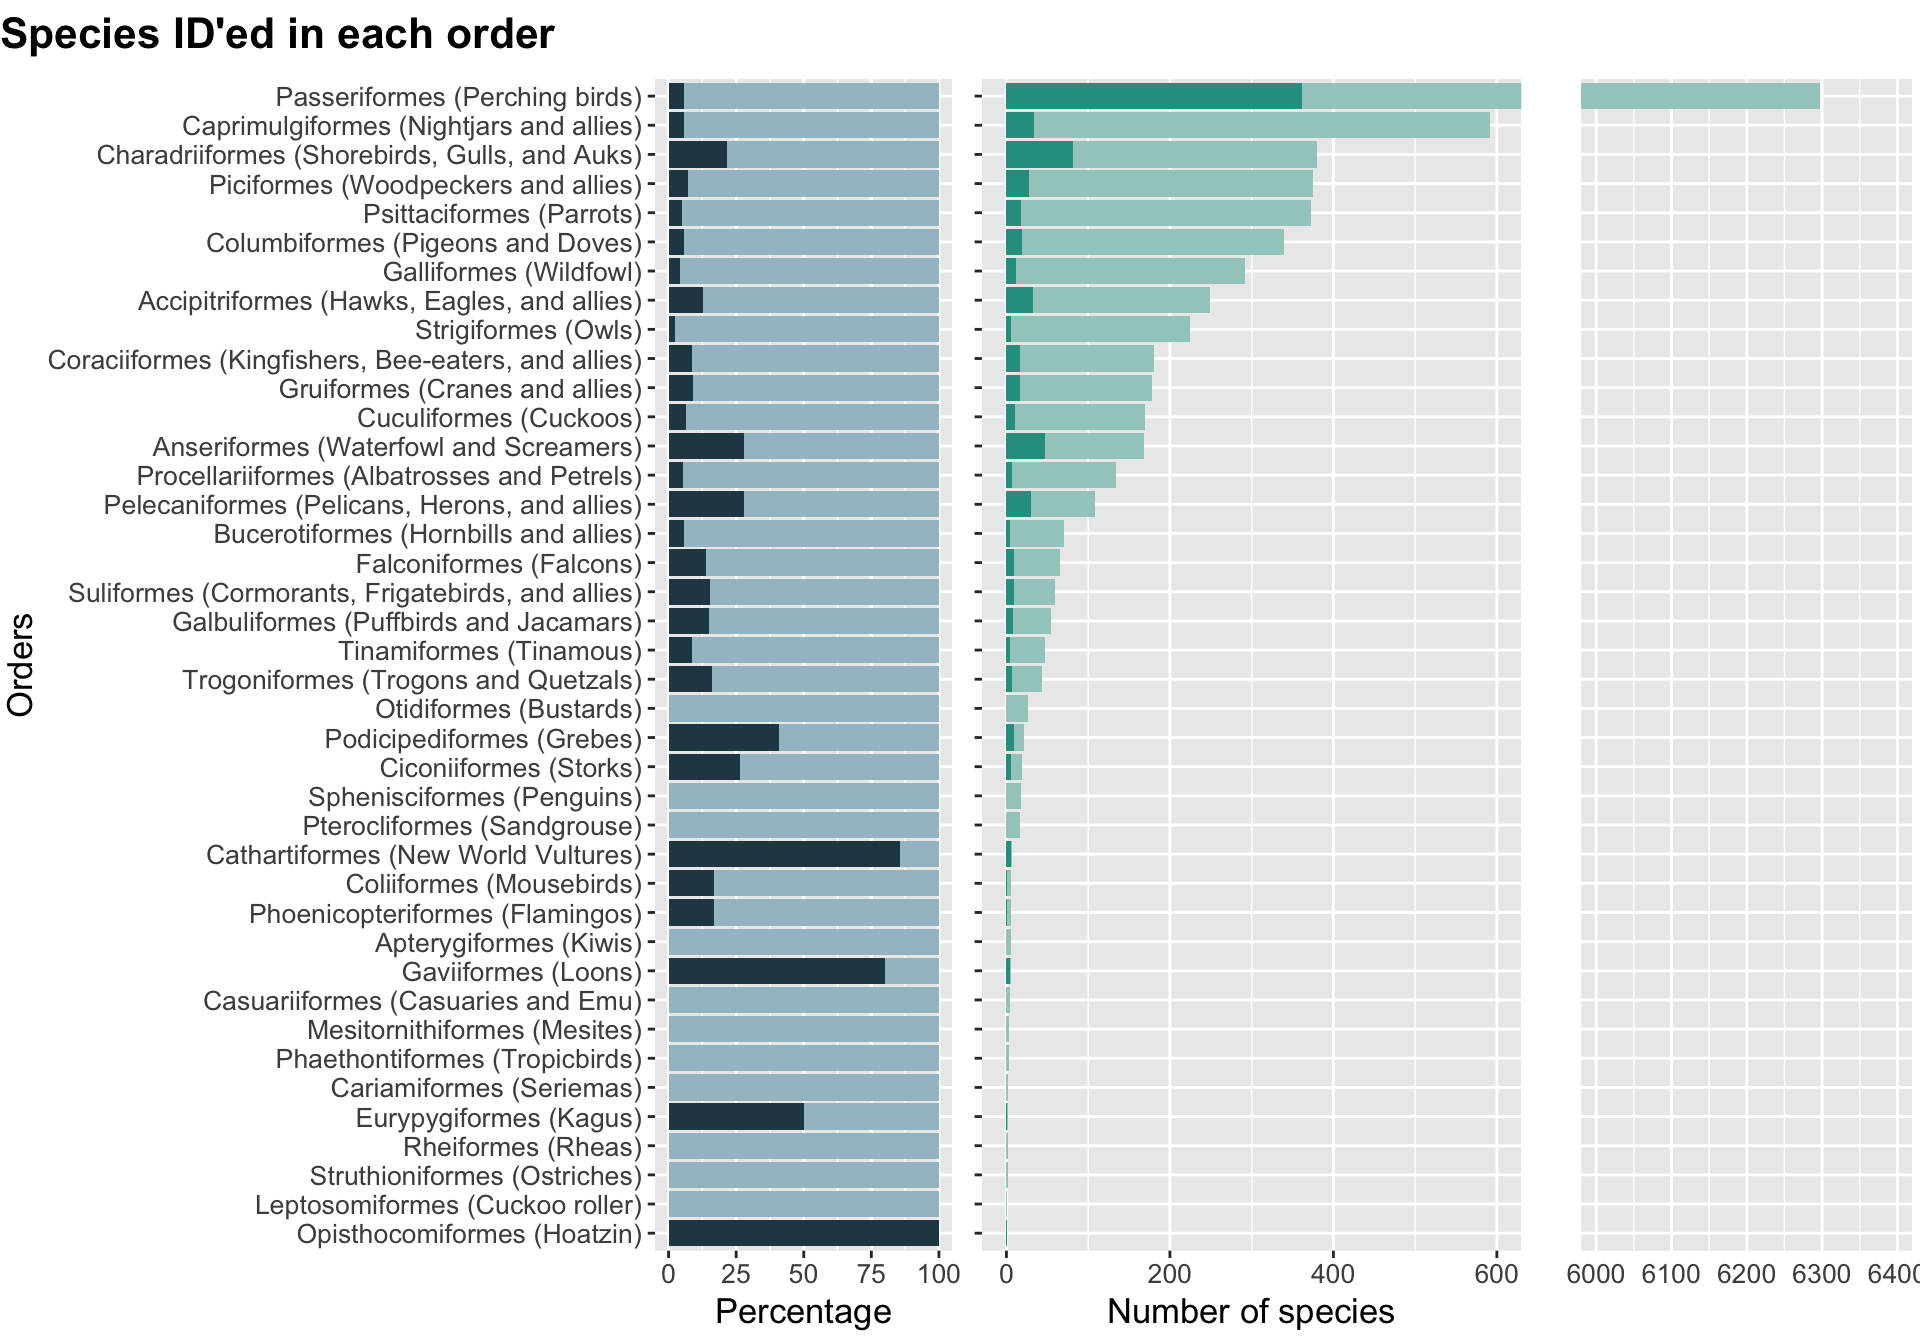 Species ID'ed in each order
Orders
Passeriformes (Perching birds)
Caprimulgiformes (Nightjars and allies)
Charadriiformes (Shorebirds, Gulls, and Auks)
Piciformes (Woodpeckers and allies)
Psittaciformes (Parrots)
Columbiformes (Pigeons and Doves)
Galliformes (Wildfowl)
Accipitriformes (Hawks, Eagles, and allies)
Strigiformes (Owls)
Coraciiformes (Kingfishers, Bee-eaters, and allies)
Gruiformes (Cranes and allies)
Cuculiformes (Cuckoos)
Anseriformes (Waterfowl and Screamers)
Procellariiformes (Albatrosses and Petrels)
Pelecaniformes (Pelicans, Herons, and allies)
Bucerotiformes (Hornbills and allies)
Falconiformes (Falcons)
Suliformes (Cormorants, Frigatebirds, and allies)
Galbuliformes (Puffbirds and Jacamars)
Tinamiformes (Tinamous)
Trogoniformes (Trogons and Quetzals)
Otidiformes (Bustards)
Podicipediformes (Grebes)
Ciconiiformes (Storks)
Sphenisciformes (Penguins)
Pterocliformes (Sandgrouse)
Cathartiformes (New World Vultures)
Coliiformes (Mousebirds)
Phoenicopteriformes (Flamingos)
Apterygiformes (Kiwis)
Gaviiformes (Loons)
Casuariiformes (Casuaries and Emu)
Mesitornithiformes (Mesites)
Phaethontiformes (Tropicbirds)
Cariamiformes (Seriemas)
Eurypygiformes (Kagus)
Rheiformes (Rheas)
Struthioniformes (Ostriches)
Leptosomiformes (Cuckoo roller)
Opisthocomiformes (Hoatzin)
0 25 50 75 100
Percentage
0 200 400 600 6000 6100 6200 6300 6400
Number of species